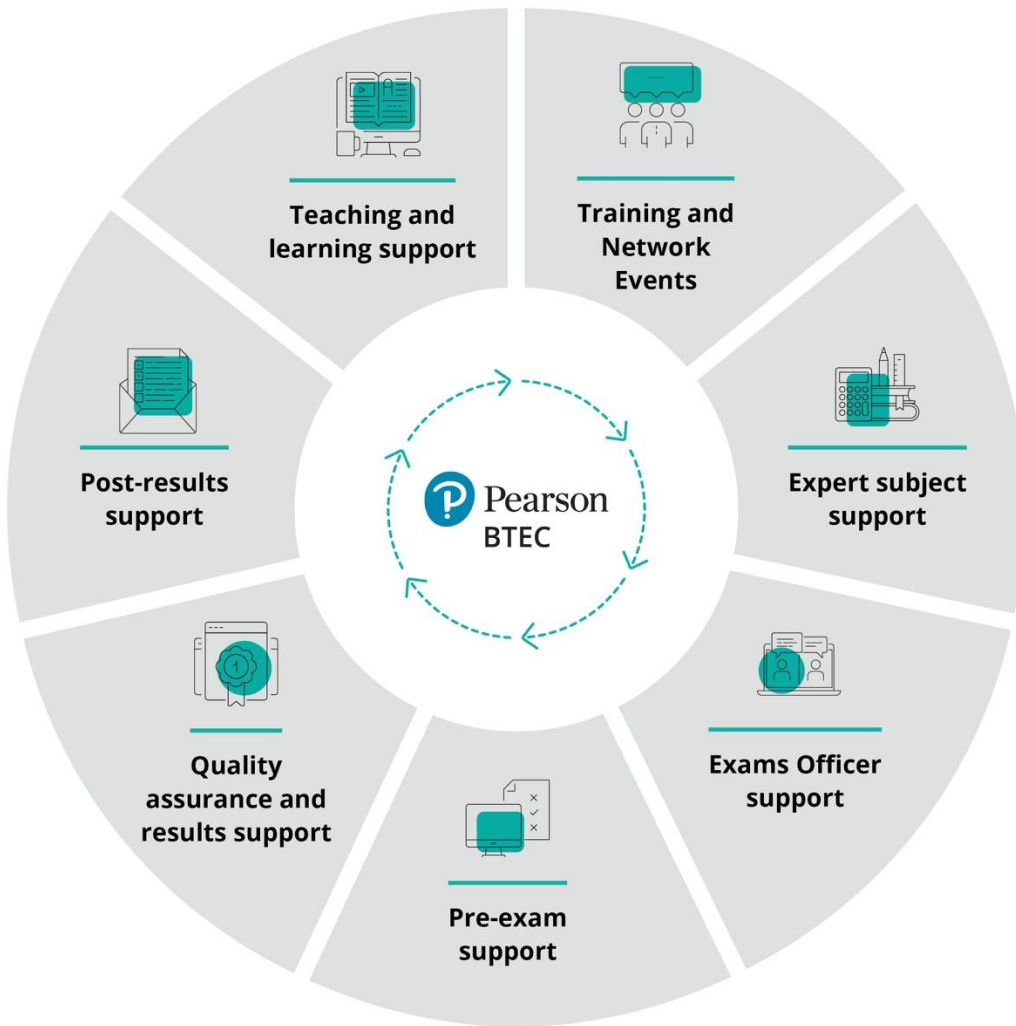 Teaching and
learning support
Training and
Network
Events
Expert subject
support
Exams Officer
support
Pre-exam
support
Quality
assurance and
results support
Post-results
support
Pearson
BTEC
1